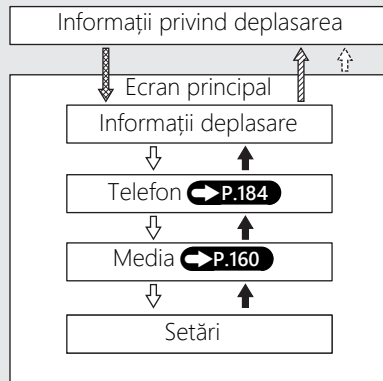 Informații privind deplasarea
Ecran principal
Informații deplasare
Telefon P.184
Media P.160
Setări